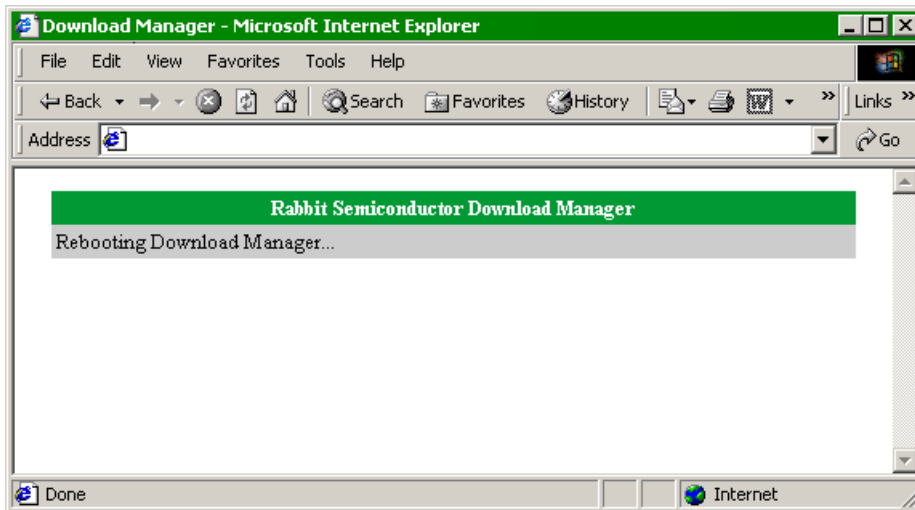 Download Manager - Microsoft Internet Explorer
File Edit View Favorites Tools Help
Back Search Favorites History W » Links »
Address Go
Rabbit Semiconductor Download Manager
Rebooting Download Manager...
Done Internet